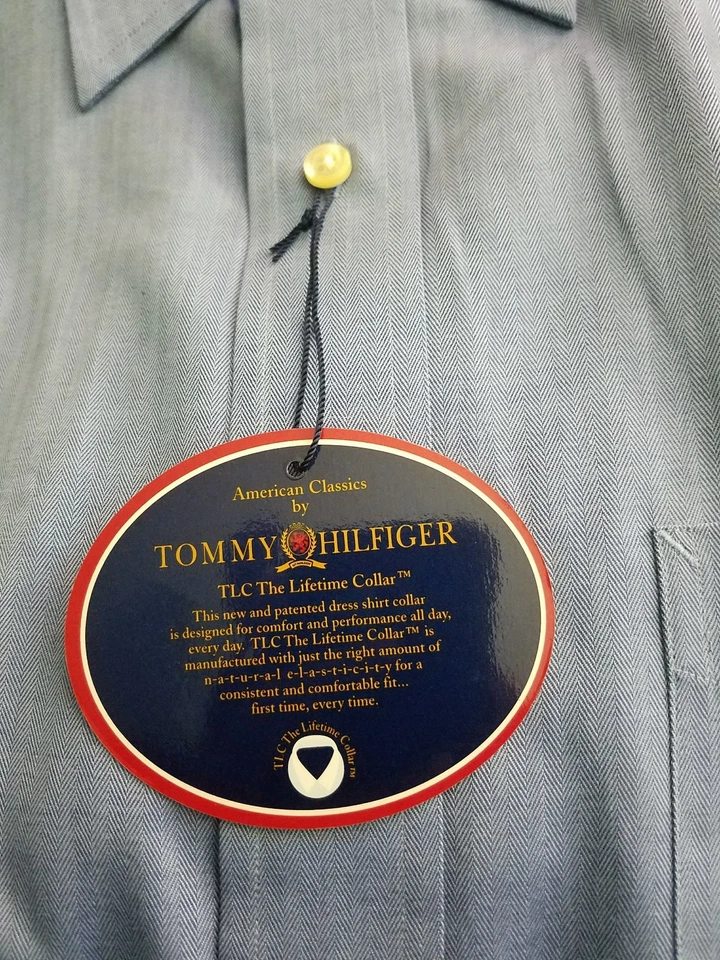 American Classics
by
TOMMY HILFIGER
TLC The Lifetime Collar™
This new and patented dress shirt collar
is designed for comfort and performance all day,
every day. TLC The Lifetime Collar™ is
manufactured with just the right amount of
n-a-t-u-r-a-l e-l-a-s-t-i-c-i-t-y for a
consistent and comfortable fit...
first time, every time.
TLC The Lifetime Collar™